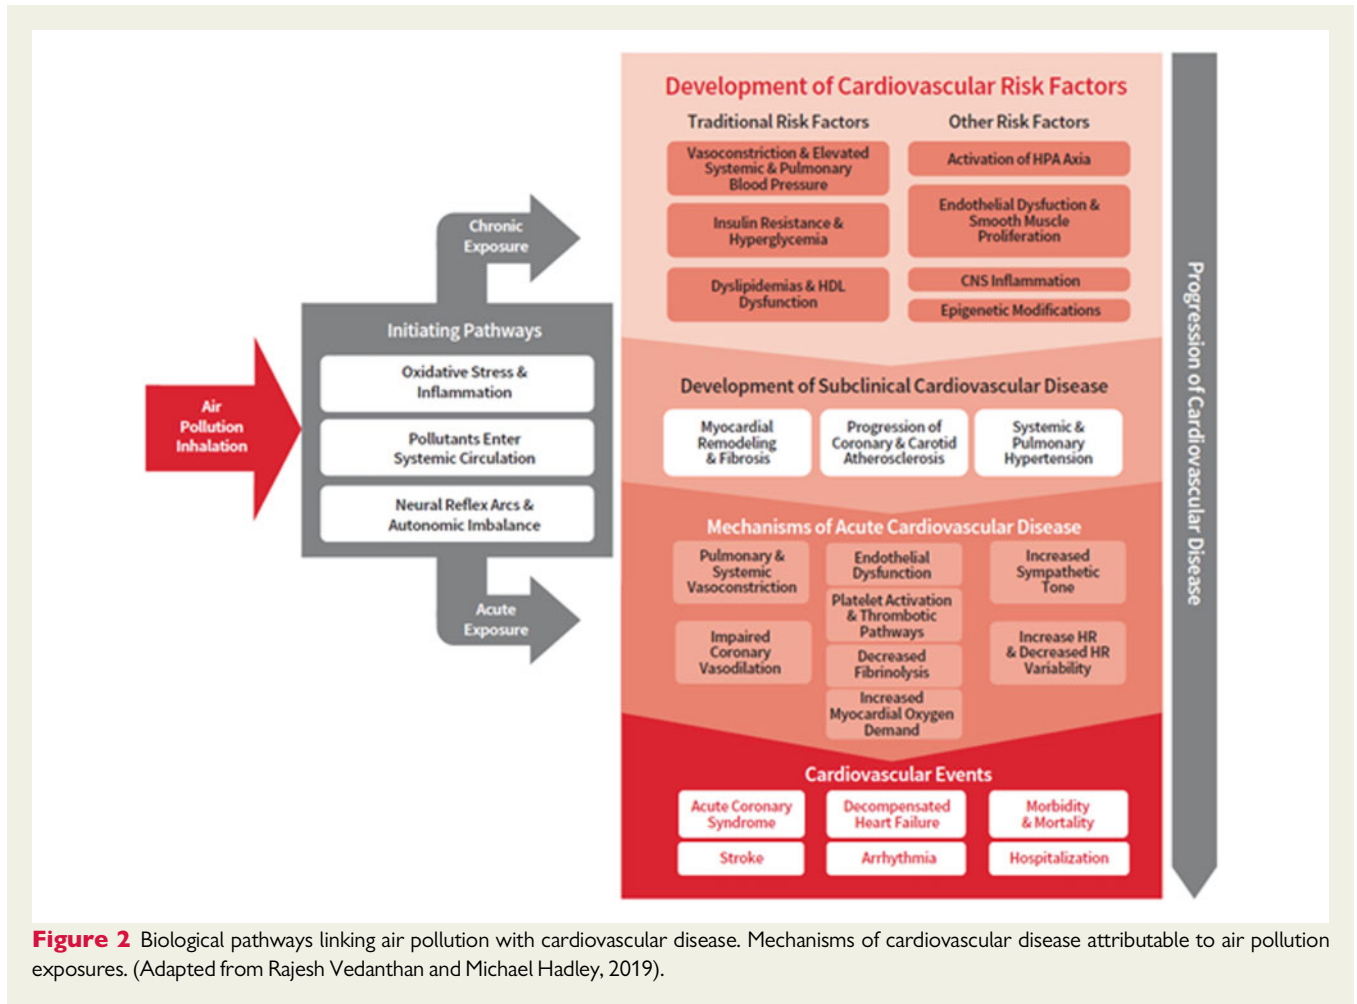 Air
Pollution
Inhalation
Chronic
Exposure
Initiating Pathways
Oxidative Stress &
Inflammation
Pollutants Enter
Systemic Circulation
Neural Reflex Arcs &
Autonomic Imbalance
Acute
Exposure
Development of Cardiovascular Risk Factors
Traditional Risk Factors
Vasoconstriction & Elevated
Systemic & Pulmonary
Blood Pressure
Insulin Resistance &
Hyperglycemia
Dyslipidemias & HDL
Dysfunction
Other Risk Factors
Activation of HPA Axia
Endothelial Dysfuction &
Smooth Muscle
Proliferation
CNS Inflammation
Epigenetic Modifications
Development of Subclinical Cardiovascular Disease
Myocardial
Remodeling
& Fibrosis
Progression of
Coronary & Carotid
Atherosclerosis
Systemic &
Pulmonary
Hypertension
Mechanisms of Acute Cardiovascular Disease
Pulmonary &
Systemic
Vasoconstriction
Impaired
Coronary
Vasodilation
Endothelial
Dysfunction
Platelet Activation
& Thrombotic
Pathways
Decreased
Fibrinolysis
Increased
Myocardial Oxygen
Demand
Increased
Sympathetic
Tone
Increase HR
& Decreased HR
Variability
Cardiovascular Events
Acute Coronary
Syndrome
Decompensated
Heart Failure
Morbidity
& Mortality
Stroke
Arrhythmia
Hospitalization
Progression of Cardiovascular Disease
Figure 2 Biological pathways linking air pollution with cardiovascular disease. Mechanisms of cardiovascular disease attributable to air pollution
exposures. (Adapted from Rajesh Vedanthan and Michael Hadley, 2019).